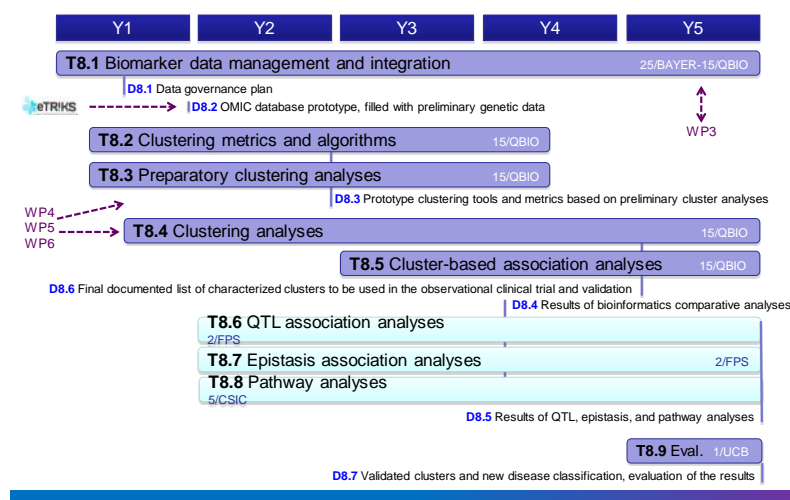 Y1 Y2 Y3 Y4 Y5
T8.1 Biomarker data management and integration 25/BAYER-15/QBIO
D8.1 Data governance plan
eTRIKS
D8.2 OMIC database prototype, filled with preliminary genetic data
WP3
T8.2 Clustering metrics and algorithms 15/QBIO
T8.3 Preparatory clustering analyses 15/QBIO
D8.3 Prototype clustering tools and metrics based on preliminary cluster analyses
WP4
WP5
WP6
T8.4 Clustering analyses 15/QBIO
T8.5 Cluster-based association analyses 15/QBIO
D8.6 Final documented list of characterized clusters to be used in the observational clinical trial and validation
D8.4 Results of bioinformatics comparative analyses
T8.6 QTL association analyses
2/FPS
T8.7 Epistasis association analyses 2/FPS
T8.8 Pathway analyses
5/CSIC
D8.5 Results of QTL, epistasis, and pathway analyses
T8.9 Eval. 1/UCB
D8.7 Validated clusters and new disease classification, evaluation of the results